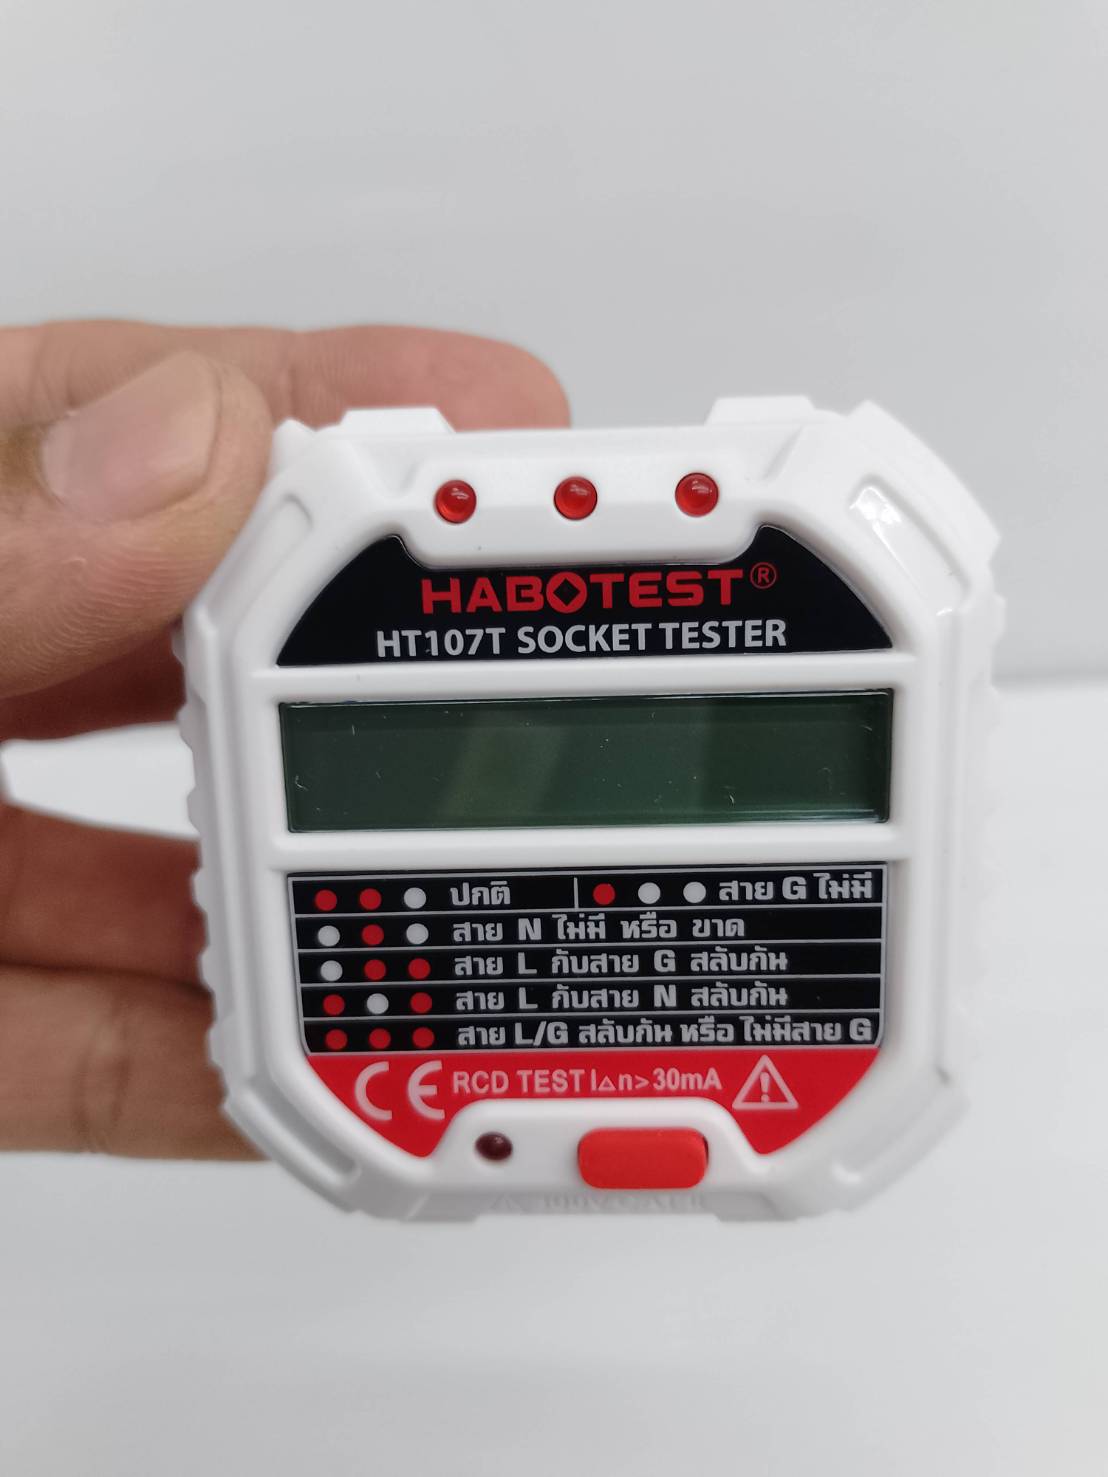 HABOTEST®
HT107T SOCKET TESTER
ปกติ
สาย G ไม่มี
สาย N ไม่มี หรือ ขาด
สาย L กับสาย G สลับกัน
สาย L กับสาย N สลับกัน
สาย L/G สลับกัน หรือ ไม่มีสาย G
CE RCD TEST I△n>30mA